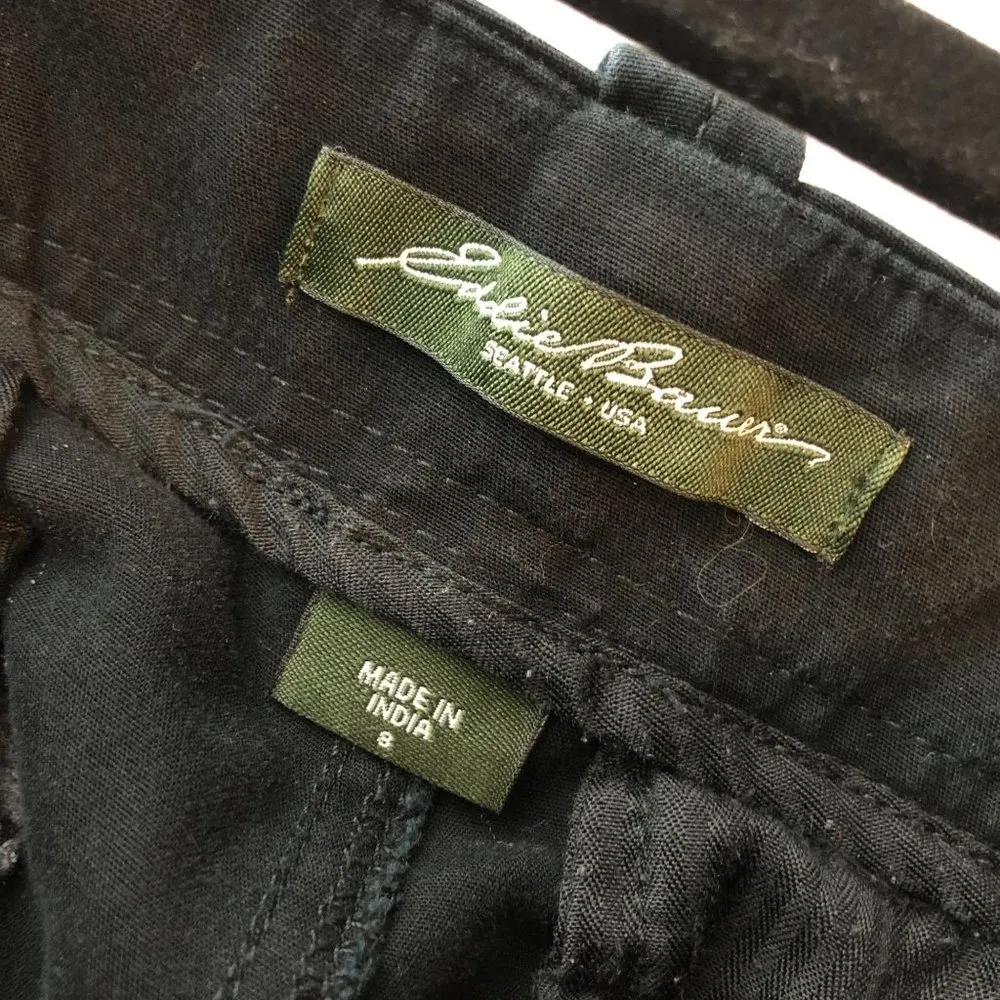 Eddie Bauer®
SEATTLE • USA
MADE IN
INDIA
8